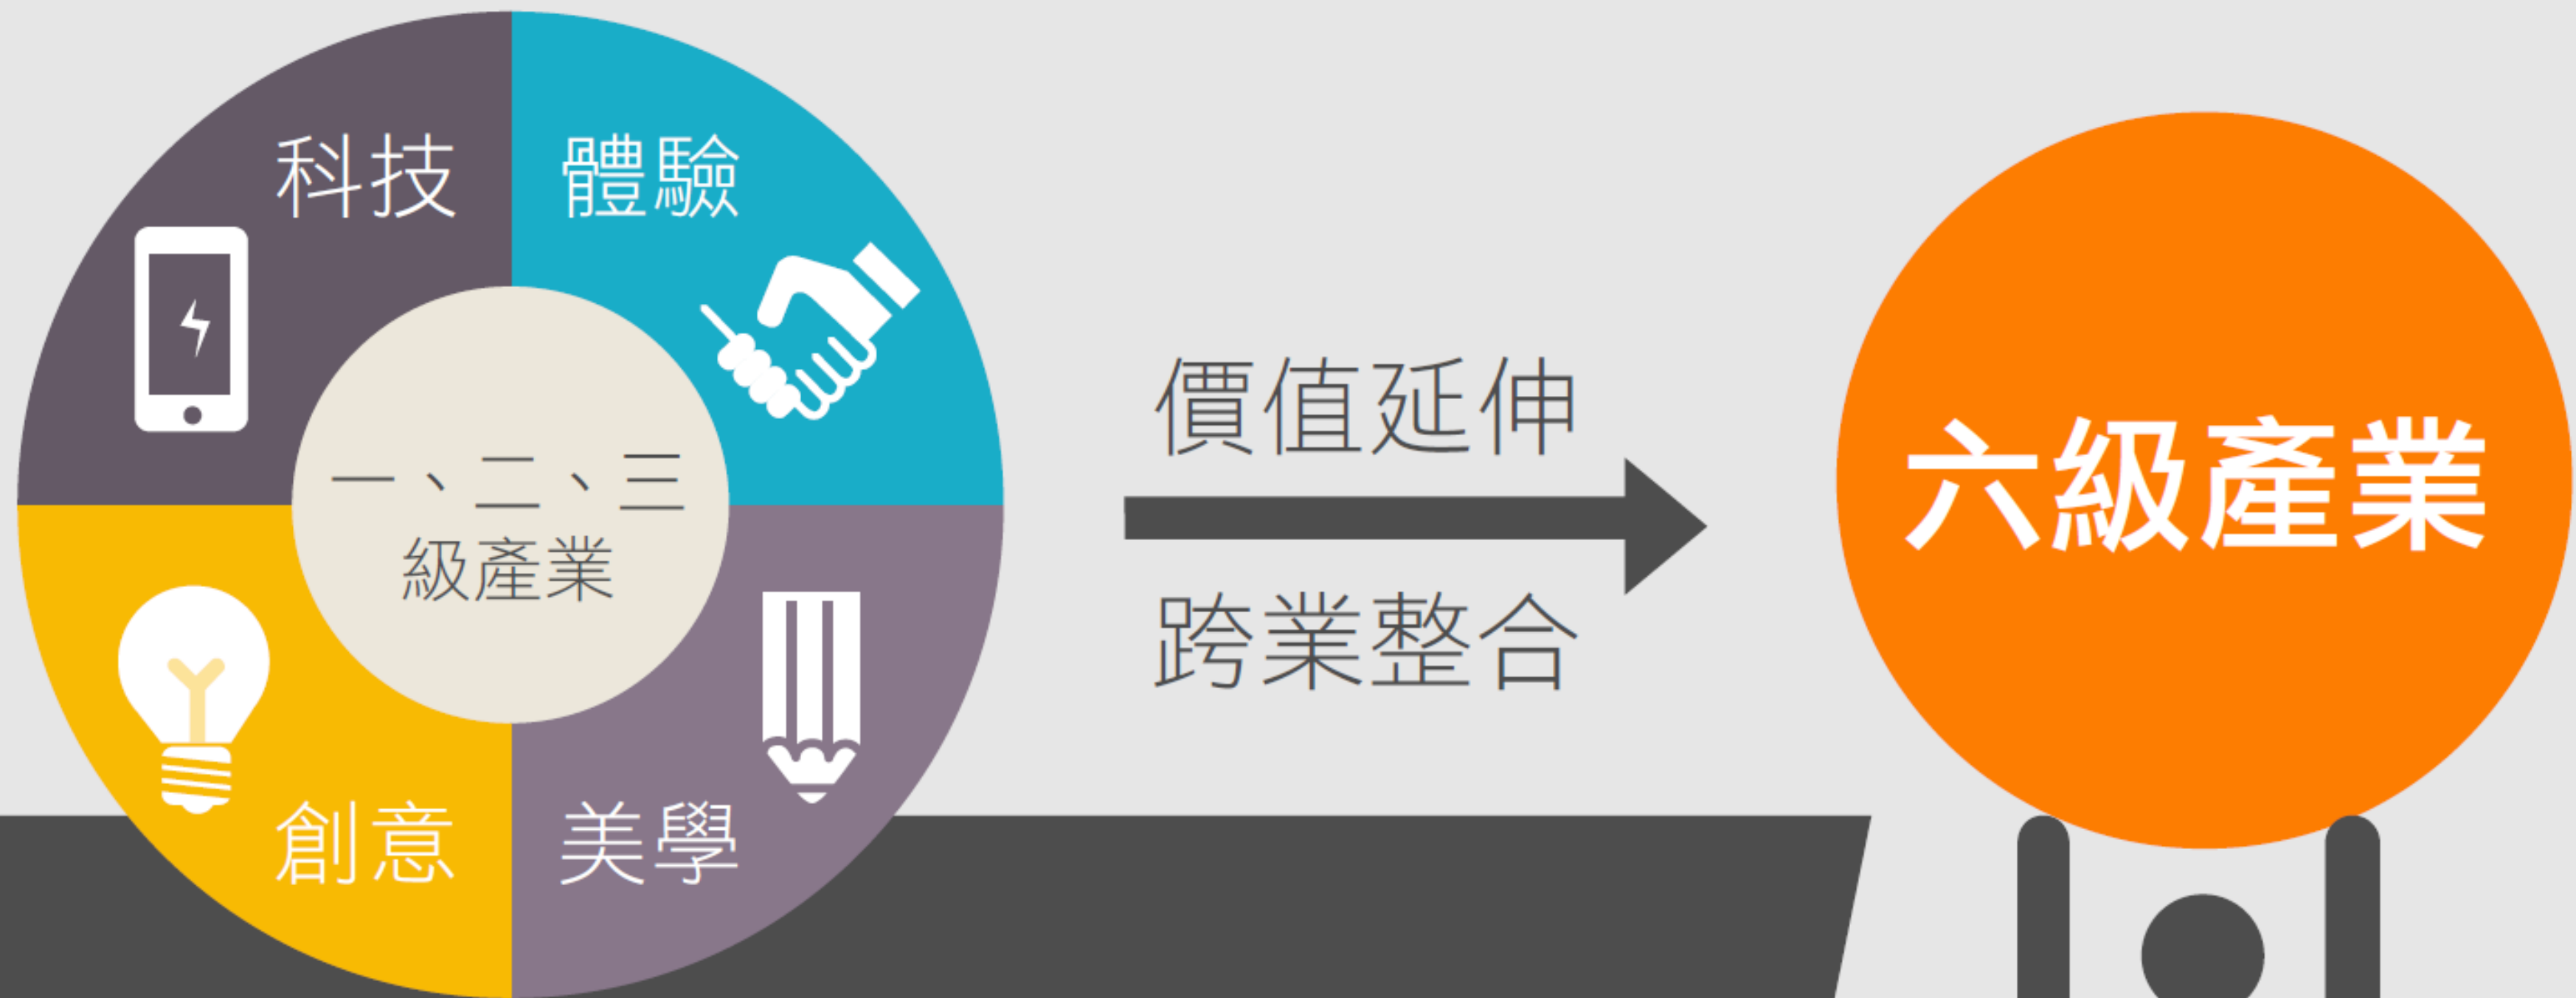 科技
體驗
一、二、三
級產業
創意
美學
價值延伸
跨業整合
六級產業